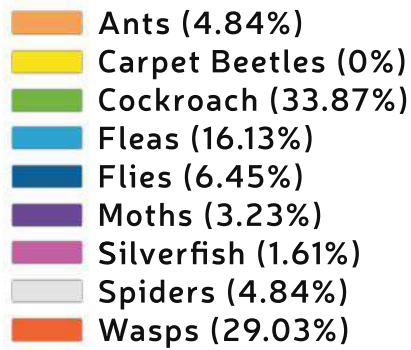 Ants (4.84%)
Carpet Beetles (0%)
Cockroach (33.87%)
Fleas (16.13%)
Flies (6.45%)
Moths (3.23%)
Silverfish (1.61%)
Spiders (4.84%)
Wasps (29.03%)